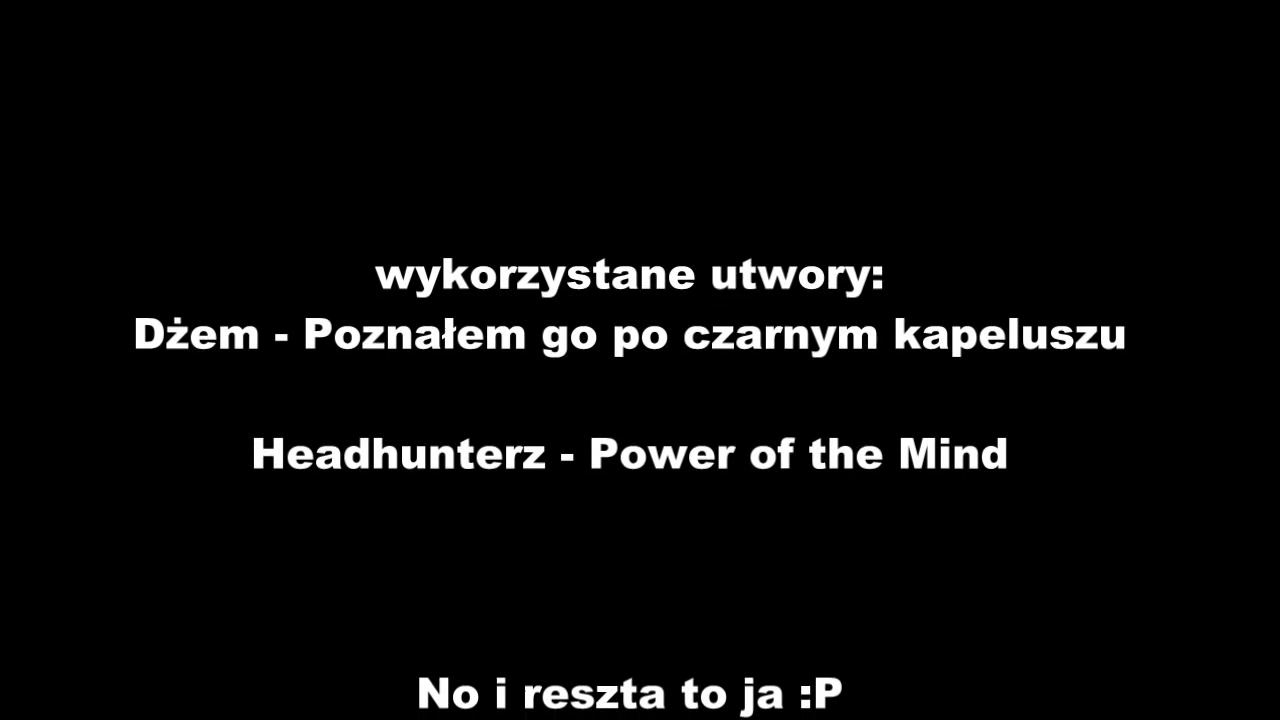 wykorzystane utwory:
Dżem - Poznałem go po czarnym kapeluszu
Headhunterz - Power of the Mind
No i reszta to ja :P